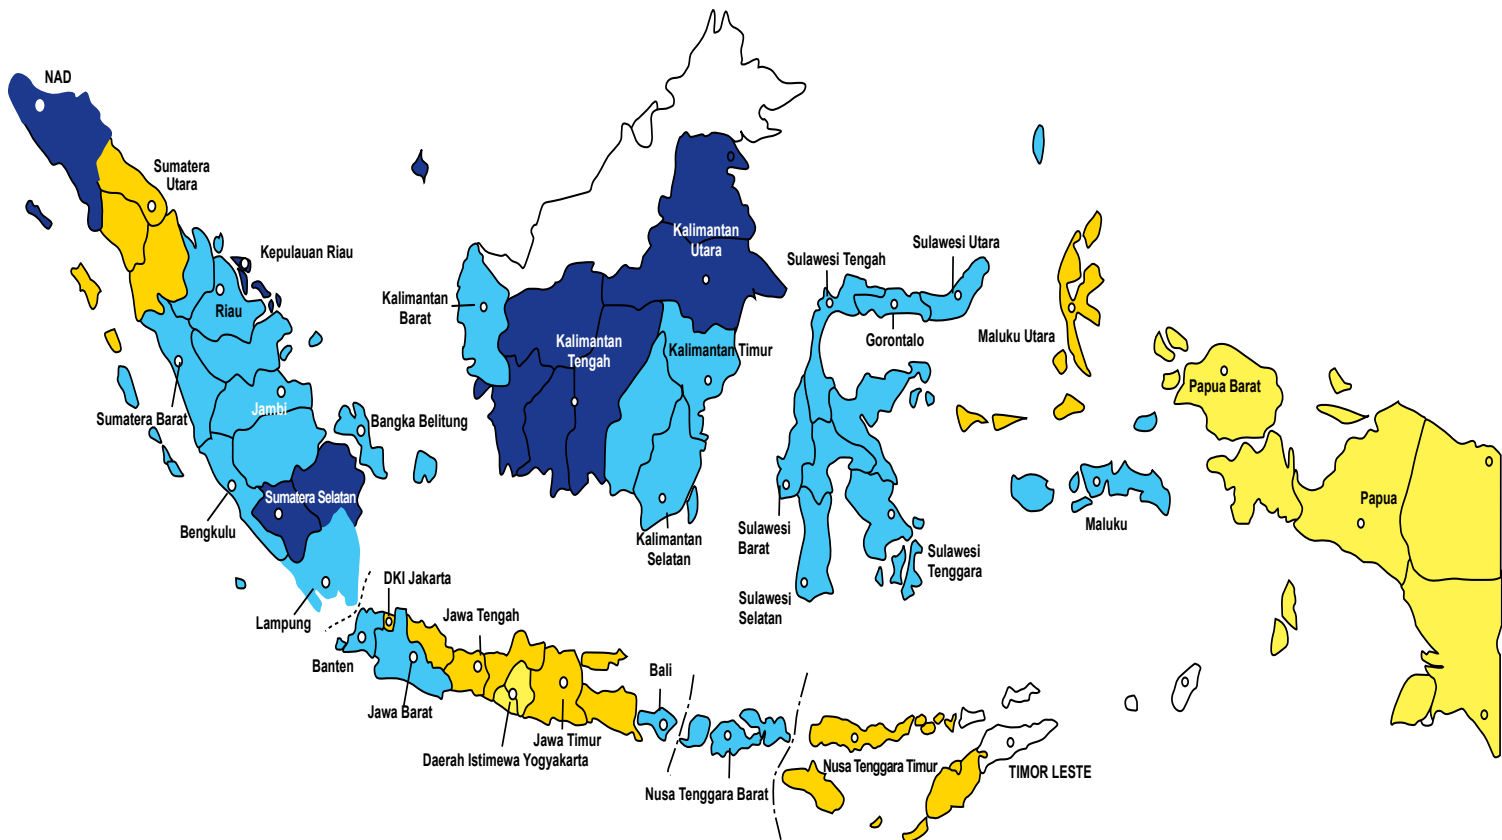 NAD
Sumatera
Utara
Kepulauan Riau
Riau
Sumatera Barat
Jambi
Bangka Belitung
Sumatera Selatan
Bengkulu
Lampung
Kalimantan
Barat
Kalimantan
Utara
Kalimantan
Tengah
Kalimantan Timur
Kalimantan
Selatan
Sulawesi Tengah
Sulawesi Utara
Gorontalo
Sulawesi
Barat
Sulawesi
Selatan
Sulawesi
Tenggara
Maluku Utara
Maluku
Papua Barat
Papua
DKI Jakarta
Banten
Jawa Barat
Jawa Tengah
Daerah Istimewa Yogyakarta
Jawa Timur
Bali
Nusa Tenggara Barat
Nusa Tenggara Timur
TIMOR LESTE